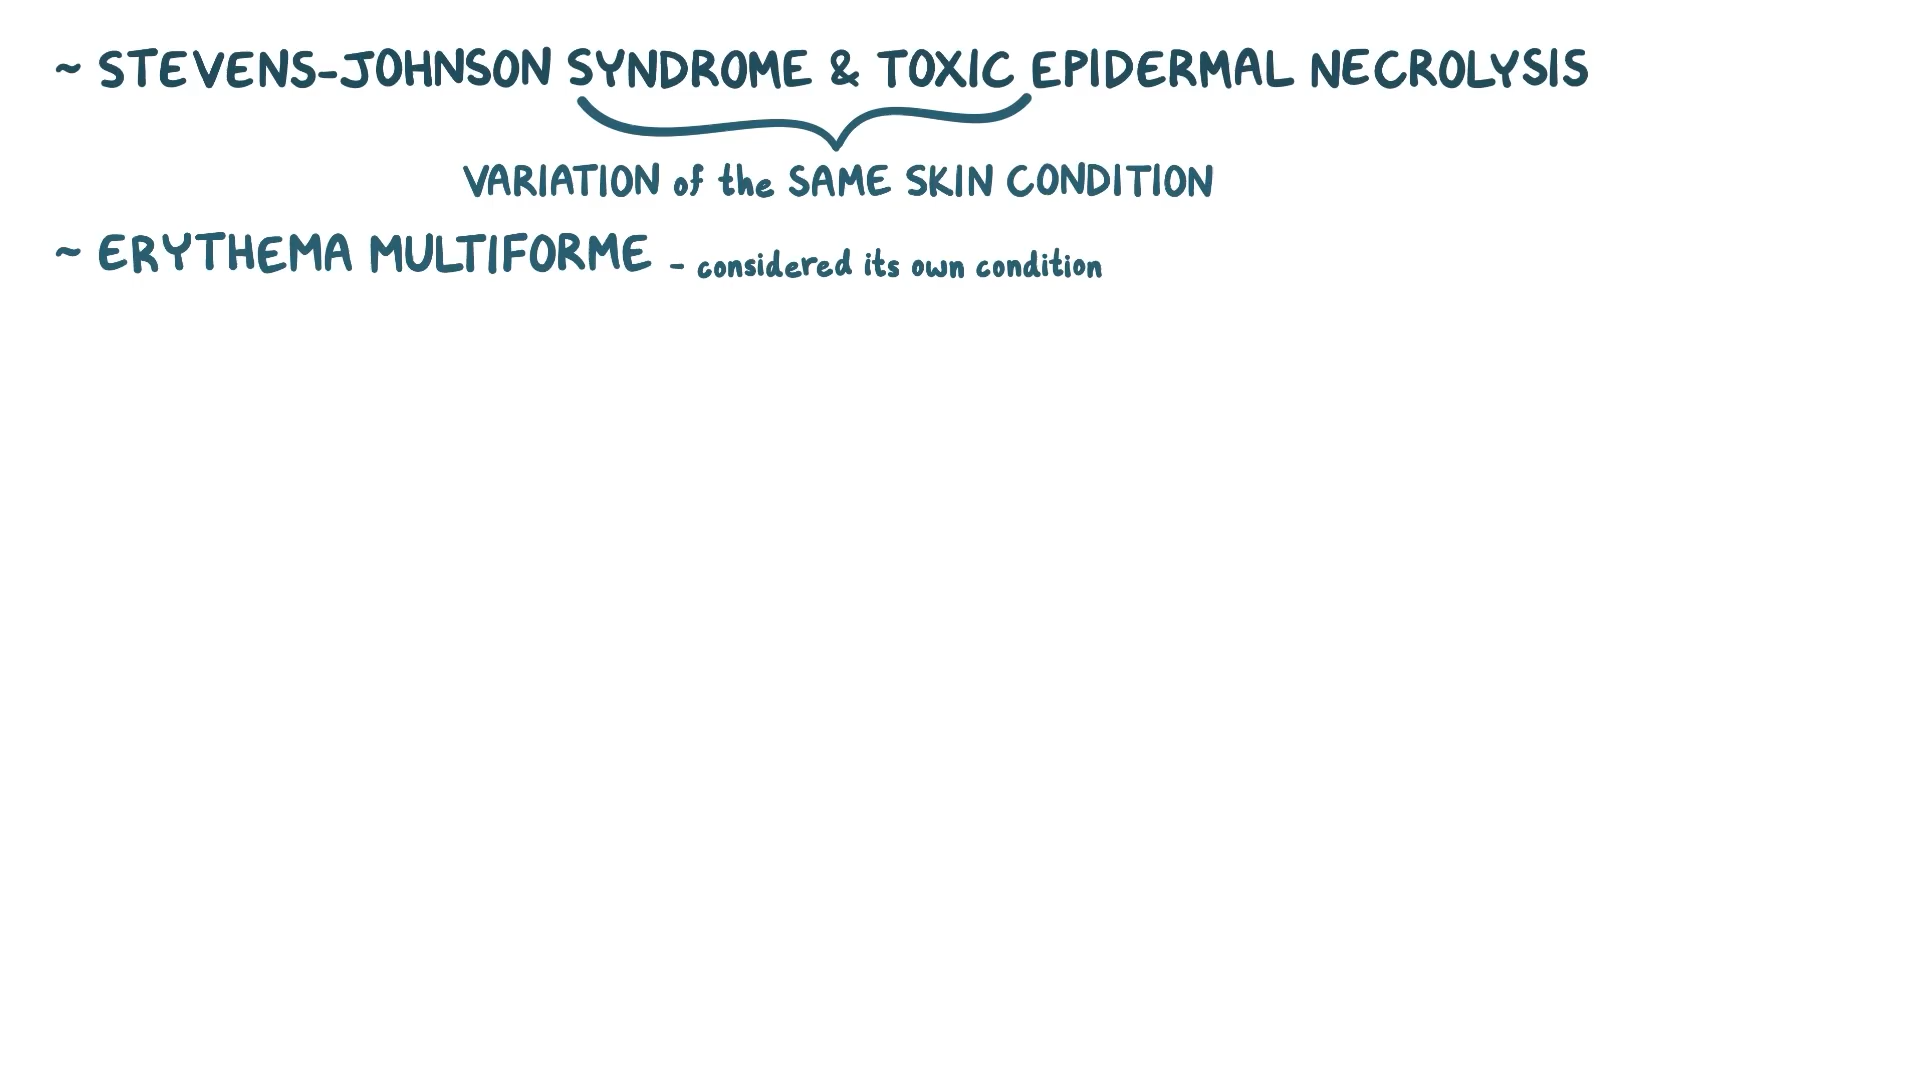 ~ STEVENS-JOHNSON SYNDROME & TOXIC EPIDERMAL NECROLYSIS
VARIATION of the SAME SKIN CONDITION
~ ERYTHEMA MULTIFORME - considered its own condition